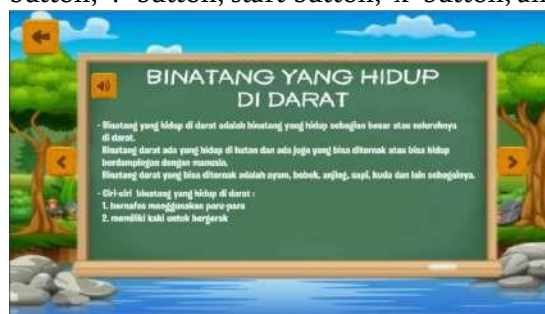 BINATANG YANG HIDUP
DI DARAT
- Binatang yang hidup di darat adalah binatang yang hidup sebagian besar atau seluruhnya
di darat.
Binatang darat ada yang hidup di hutan dan ada juga yang bisa diternak atau bisa hidup
berdampingan dengan manusia.
Binatang darat yang bisa diternak adalah ayam, bebek, anjing, sapi, kuda dan lain sebagainya.
- Ciri-ciri binatang yang hidup di darat :
1. bernafas menggunakan paru-paru
2. memiliki kaki untuk bergerak